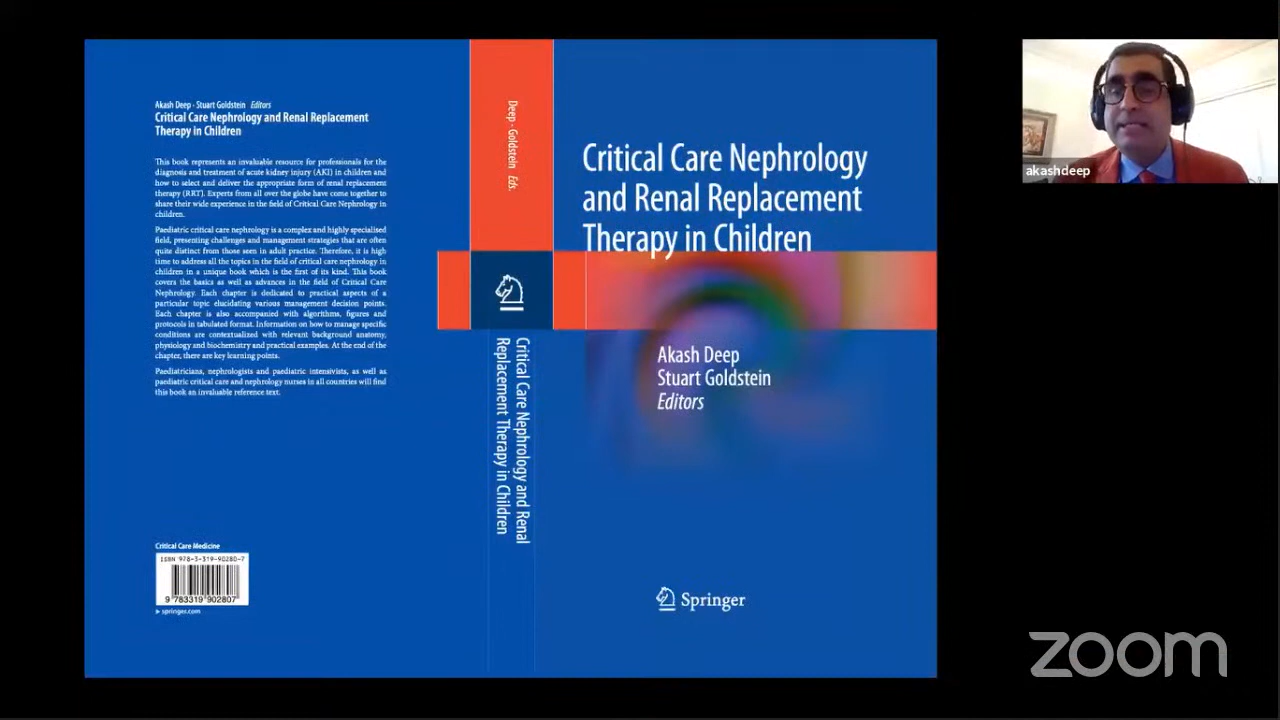 Akash Deep · Stuart Goldstein Editors
Critical Care Nephrology and Renal Replacement
Therapy in Children
This book represents an invaluable resource for professionals for the
diagnosis and treatment of acute kidney injury (AKI) in children and
how to select and deliver the appropriate form of renal replacement
therapy (RRT). Experts from all over the globe have come together to
share their wide experience in the field of Critical Care Nephrology in
children.
Paediatric critical care nephrology is a complex and highly specialised
field, presenting challenges and management strategies that are often
quite distinct from those seen in adult practice. Therefore, it is high
time to address all the topics in the field of critical care nephrology in
children in a unique book which is the first of its kind. This book
covers the basics as well as advances in the field of Critical Care
Nephrology. Each chapter is dedicated to practical aspects of a
particular topic elucidating various management decision points.
Each chapter is also accompanied with algorithms, figures and
protocols in tabulated format. Information on how to manage specific
conditions are contextualized with relevant background anatomy,
physiology and biochemistry and practical examples. At the end of the
chapter, there are key learning points.
Paediatricians, nephrologists and paediatric intensivists, as well as
paediatric critical care and nephrology nurses in all countries will find
this book an invaluable reference text.
Critical Care Medicine
ISBN 978-3-319-90280-7
9 783319 902807
▶ springer.com
Deep · Goldstein Eds.
Critical Care Nephrology and Renal
Replacement Therapy in Children
Critical Care Nephrology
and Renal Replacement
Therapy in Children
Akash Deep
Stuart Goldstein
Editors
Springer
akashdeep
zoom